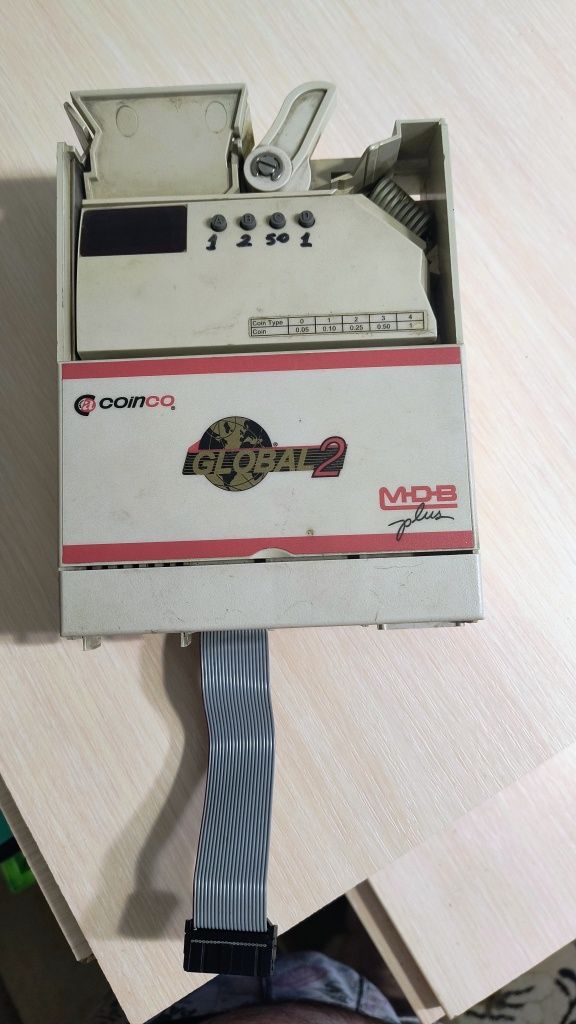 A B C D
1 2 50 1
Coin Type 0 1 2 3 4
Coin 0.05 0.10 0.25 0.50 1
COINCO
GLOBAL 2
M·D·B
plus